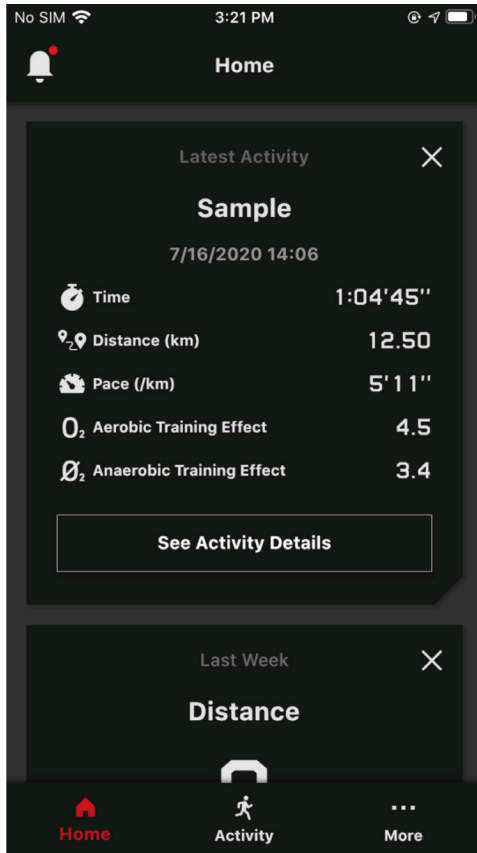 No SIM 3:21 PM
Home
Latest Activity
Sample
7/16/2020 14:06
Time 1:04'45''
Distance (km) 12.50
Pace (/km) 5'11''
O₂ Aerobic Training Effect 4.5
Ø₂ Anaerobic Training Effect 3.4
See Activity Details
Last Week
Distance
Home Activity More